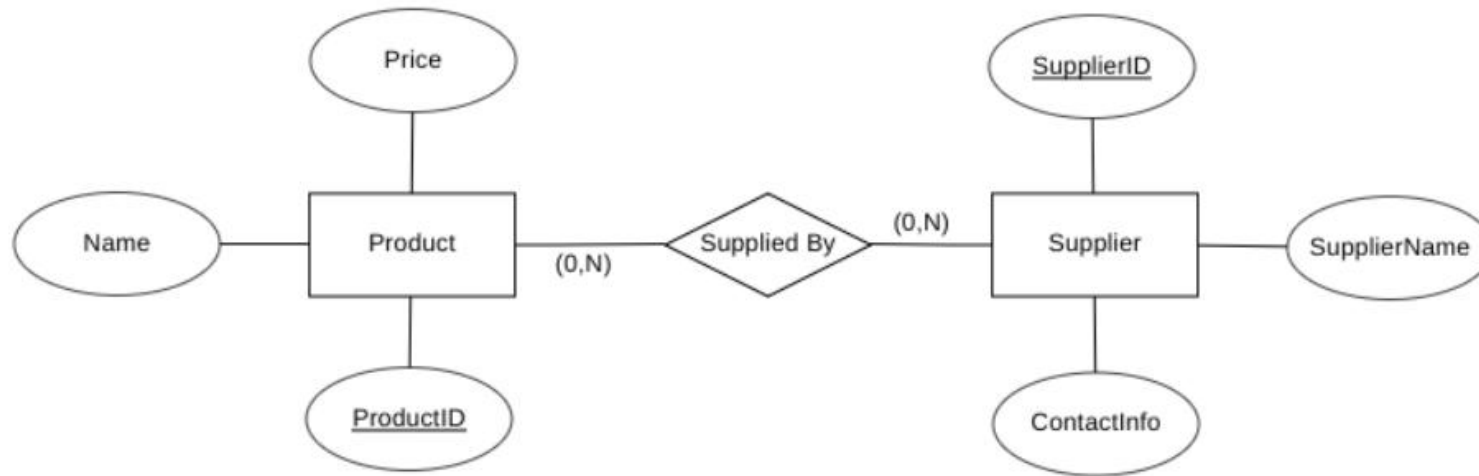 Price
SupplierID
Name
Product
(0,N)
Supplied By
(0,N)
Supplier
SupplierName
ProductID
ContactInfo